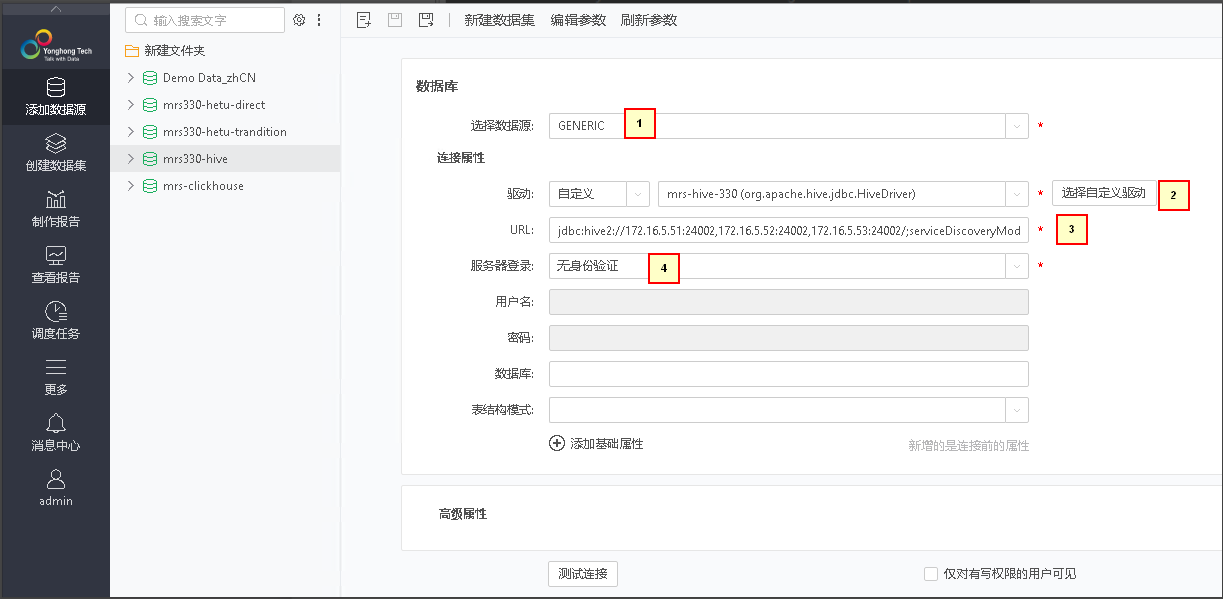 Yonghong Tech
Talk with Data
添加数据源
创建数据集
制作报告
查看报告
调度任务
更多
消息中心
admin
输入搜索文字
新建文件夹
Demo Data_zhCN
mrs330-hetu-direct
mrs330-hetu-trandition
mrs330-hive
mrs-clickhouse
新建数据集 编辑参数 刷新参数
数据库
选择数据源: GENERIC 1 *
连接属性
驱动: 自定义 mrs-hive-330 (org.apache.hive.jdbc.HiveDriver) * 选择自定义驱动 2
URL: jdbc:hive2://172.16.5.51:24002,172.16.5.52:24002,172.16.5.53:24002/;serviceDiscoveryMod * 3
服务器登录: 无身份验证 4 *
用户名:
密码:
数据库:
表结构模式:
添加基础属性 新增的是连接前的属性
高级属性
测试连接 仅对有写权限的用户可见